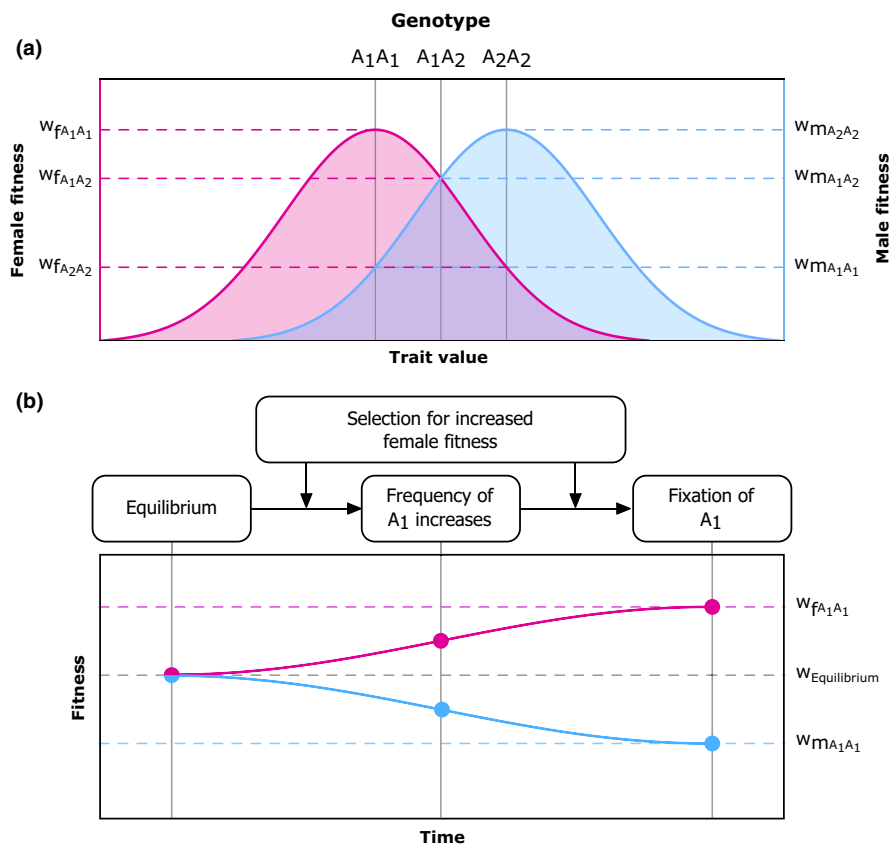 Genotype
(a)
A₁A₁ A₁A₂ A₂A₂
Female fitness
wfA₁A₁
wfA₁A₂
wfA₂A₂
wmA₂A₂
wmA₁A₂
wmA₁A₁
Male fitness
Trait value
(b)
Selection for increased
female fitness
Equilibrium
Frequency of
A₁ increases
Fixation of
A₁
Fitness
wfA₁A₁
wEquilibrium
wmA₁A₁
Time